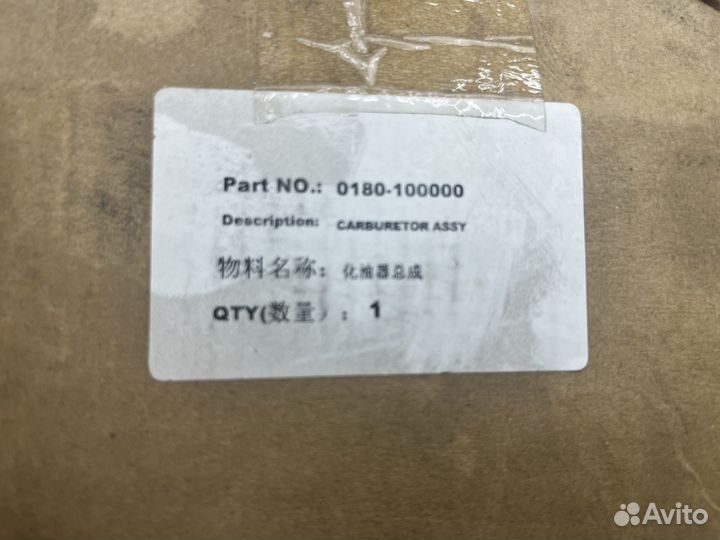 Part NO.: 0180-100000
Description: CARBURETOR ASSY
物料名称: 化油器总成
QTY(数量): 1
Avito